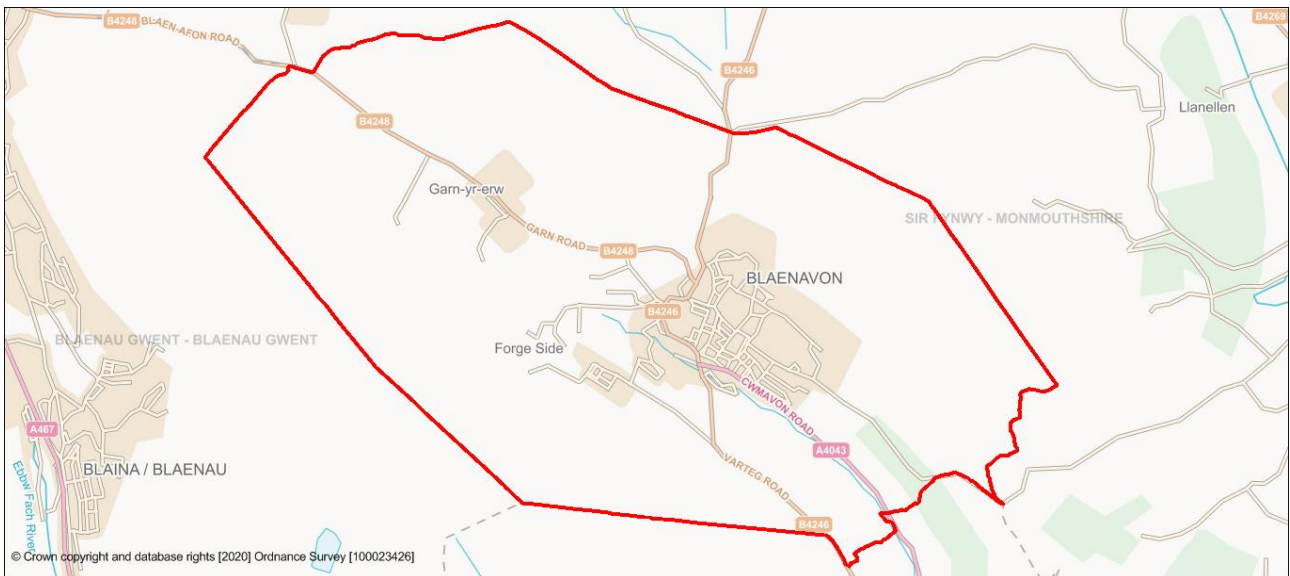 B4248
BLAEN-AFON ROAD
B4269
B4246
Llanellen
B4248
Garn-yr-erw
SIR FYNWY - MONMOUTHSHIRE
GARN ROAD
B4248
BLAENAVON
B4246
BLAENAU GWENT - BLAENAU GWENT
Forge Side
CWMAVON ROAD
A467
A4043
BLAINA / BLAENAU
VARTEG ROAD
Ebbw Fach River
B4246
© Crown copyright and database rights [2020] Ordnance Survey [100023426]